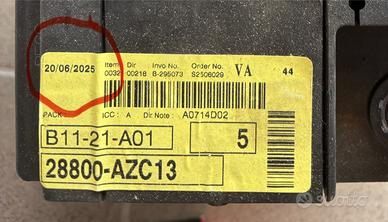 20/06/2025
Item Dir Invo No. Order No. VA 44
0032-00218 B-295073 S2506029
PACK: ICC: A Dir Note: A0714D02
B11-21-A01 5
28800-AZC13
subito